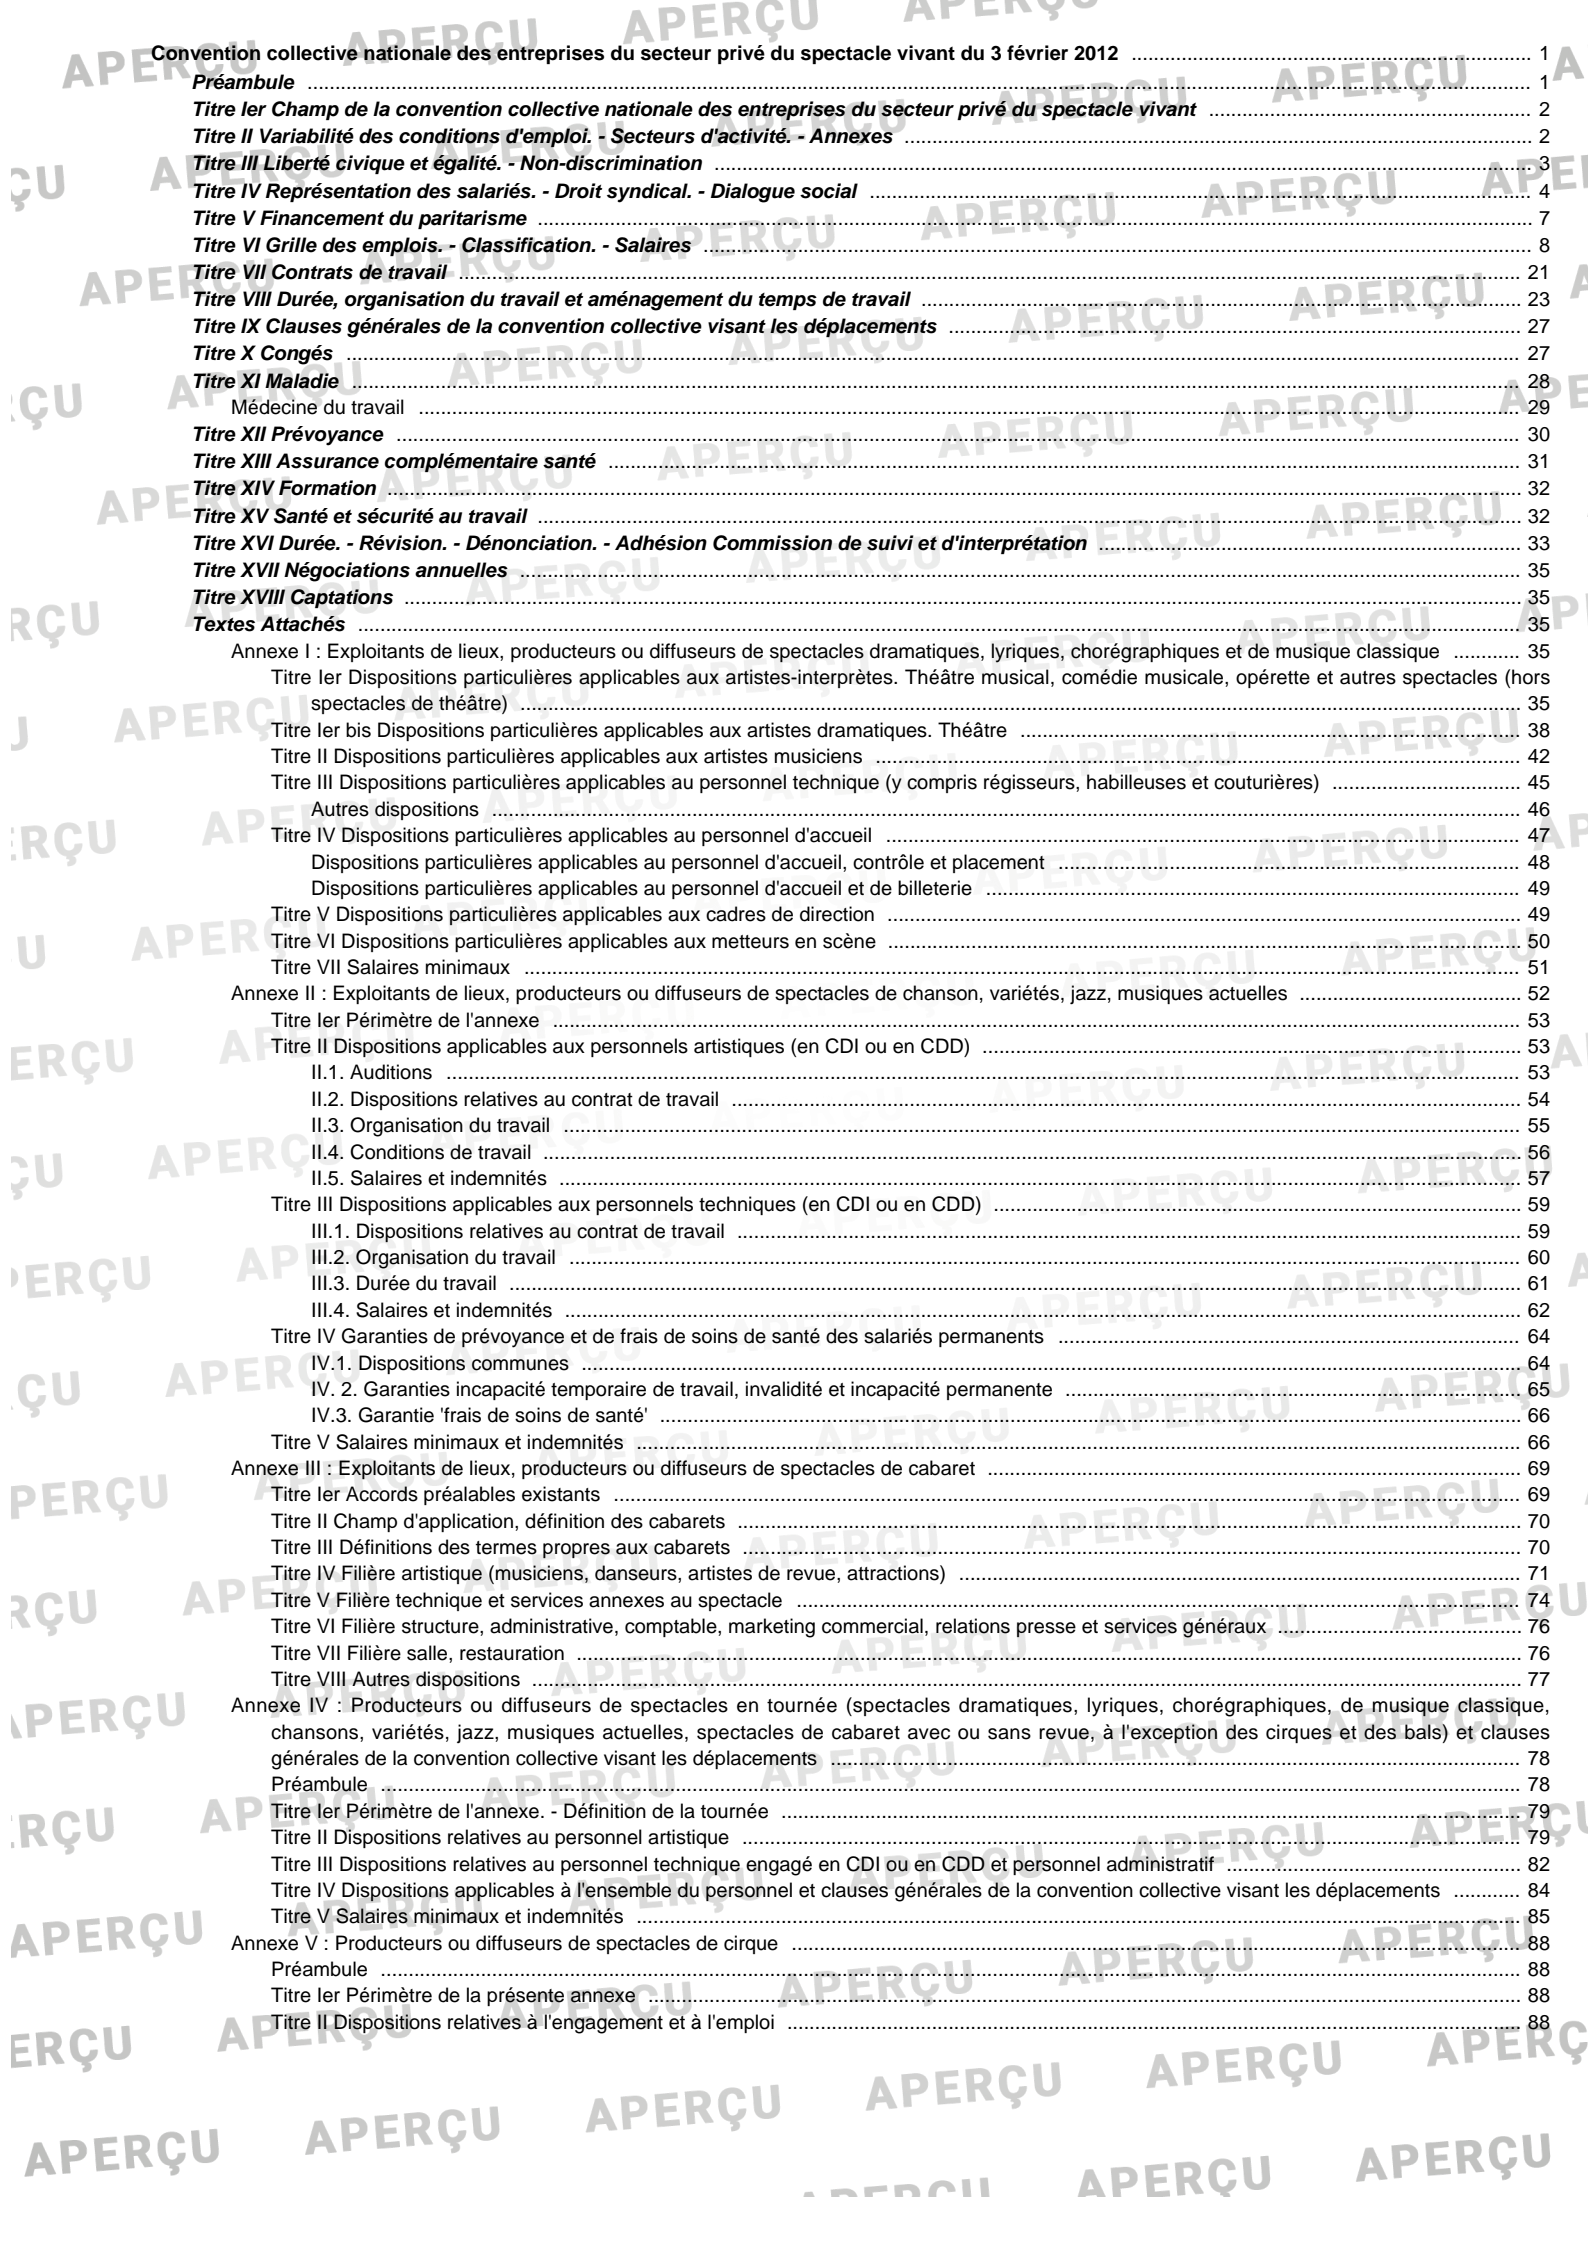 Convention collective nationale des entreprises du secteur privé du spectacle vivant du 3 février 2012 1
Préambule 1
Titre Ier Champ de la convention collective nationale des entreprises du secteur privé du spectacle vivant 2
Titre II Variabilité des conditions d'emploi. - Secteurs d'activité. - Annexes 2
Titre III Liberté civique et égalité. - Non-discrimination 3
Titre IV Représentation des salariés. - Droit syndical. - Dialogue social 4
Titre V Financement du paritarisme 7
Titre VI Grille des emplois. - Classification. - Salaires 8
Titre VII Contrats de travail 21
Titre VIII Durée, organisation du travail et aménagement du temps de travail 23
Titre IX Clauses générales de la convention collective visant les déplacements 27
Titre X Congés 27
Titre XI Maladie 28
Médecine du travail 29
Titre XII Prévoyance 30
Titre XIII Assurance complémentaire santé 31
Titre XIV Formation 32
Titre XV Santé et sécurité au travail 32
Titre XVI Durée. - Révision. - Dénonciation. - Adhésion Commission de suivi et d'interprétation 33
Titre XVII Négociations annuelles 35
Titre XVIII Captations 35
Textes Attachés 35
Annexe I : Exploitants de lieux, producteurs ou diffuseurs de spectacles dramatiques, lyriques, chorégraphiques et de musique classique 35
Titre Ier Dispositions particulières applicables aux artistes-interprètes. Théâtre musical, comédie musicale, opérette et autres spectacles (hors
spectacles de théâtre) 35
Titre Ier bis Dispositions particulières applicables aux artistes dramatiques. Théâtre 38
Titre II Dispositions particulières applicables aux artistes musiciens 42
Titre III Dispositions particulières applicables au personnel technique (y compris régisseurs, habilleuses et couturières) 45
Autres dispositions 46
Titre IV Dispositions particulières applicables au personnel d'accueil 47
Dispositions particulières applicables au personnel d'accueil, contrôle et placement 48
Dispositions particulières applicables au personnel d'accueil et de billeterie 49
Titre V Dispositions particulières applicables aux cadres de direction 49
Titre VI Dispositions particulières applicables aux metteurs en scène 50
Titre VII Salaires minimaux 51
Annexe II : Exploitants de lieux, producteurs ou diffuseurs de spectacles de chanson, variétés, jazz, musiques actuelles 52
Titre Ier Périmètre de l'annexe 53
Titre II Dispositions applicables aux personnels artistiques (en CDI ou en CDD) 53
II.1. Auditions 53
II.2. Dispositions relatives au contrat de travail 54
II.3. Organisation du travail 55
II.4. Conditions de travail 56
II.5. Salaires et indemnités 57
Titre III Dispositions applicables aux personnels techniques (en CDI ou en CDD) 59
III.1. Dispositions relatives au contrat de travail 59
III.2. Organisation du travail 60
III.3. Durée du travail 61
III.4. Salaires et indemnités 62
Titre IV Garanties de prévoyance et de frais de soins de santé des salariés permanents 64
IV.1. Dispositions communes 64
IV. 2. Garanties incapacité temporaire de travail, invalidité et incapacité permanente 65
IV.3. Garantie 'frais de soins de santé' 66
Titre V Salaires minimaux et indemnités 66
Annexe III : Exploitants de lieux, producteurs ou diffuseurs de spectacles de cabaret 69
Titre Ier Accords préalables existants 69
Titre II Champ d'application, définition des cabarets 70
Titre III Définitions des termes propres aux cabarets 70
Titre IV Filière artistique (musiciens, danseurs, artistes de revue, attractions) 71
Titre V Filière technique et services annexes au spectacle 74
Titre VI Filière structure, administrative, comptable, marketing commercial, relations presse et services généraux 76
Titre VII Filière salle, restauration 76
Titre VIII Autres dispositions 77
Annexe IV : Producteurs ou diffuseurs de spectacles en tournée (spectacles dramatiques, lyriques, chorégraphiques, de musique classique,
chansons, variétés, jazz, musiques actuelles, spectacles de cabaret avec ou sans revue, à l'exception des cirques et des bals) et clauses
générales de la convention collective visant les déplacements 78
Préambule 78
Titre Ier Périmètre de l'annexe. - Définition de la tournée 79
Titre II Dispositions relatives au personnel artistique 79
Titre III Dispositions relatives au personnel technique engagé en CDI ou en CDD et personnel administratif 82
Titre IV Dispositions applicables à l'ensemble du personnel et clauses générales de la convention collective visant les déplacements 84
Titre V Salaires minimaux et indemnités 85
Annexe V : Producteurs ou diffuseurs de spectacles de cirque 88
Préambule 88
Titre Ier Périmètre de la présente annexe 88
Titre II Dispositions relatives à l'engagement et à l'emploi 88
APERÇU